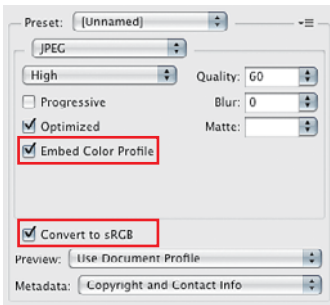 Preset: [Unnamed]
JPEG
High Quality: 60
Progressive Blur: 0
Optimized Matte:
Embed Color Profile
Convert to sRGB
Preview: Use Document Profile
Metadata: Copyright and Contact Info